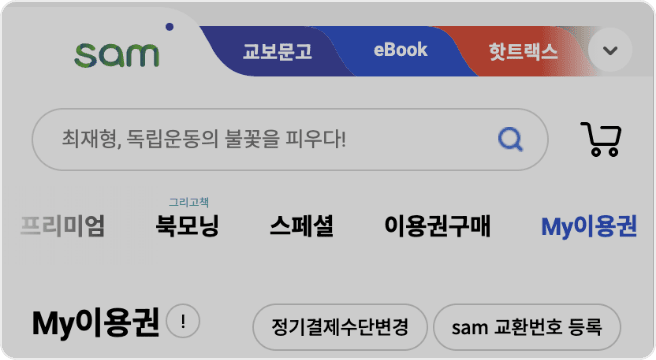 sam 교보문고 eBook 핫트랙스
최재형, 독립운동의 불꽃을 피우다!
그리고책
프리미엄 북모닝 스페셜 이용권구매 My이용권
My이용권 ! 정기결제수단변경 sam 교환번호 등록